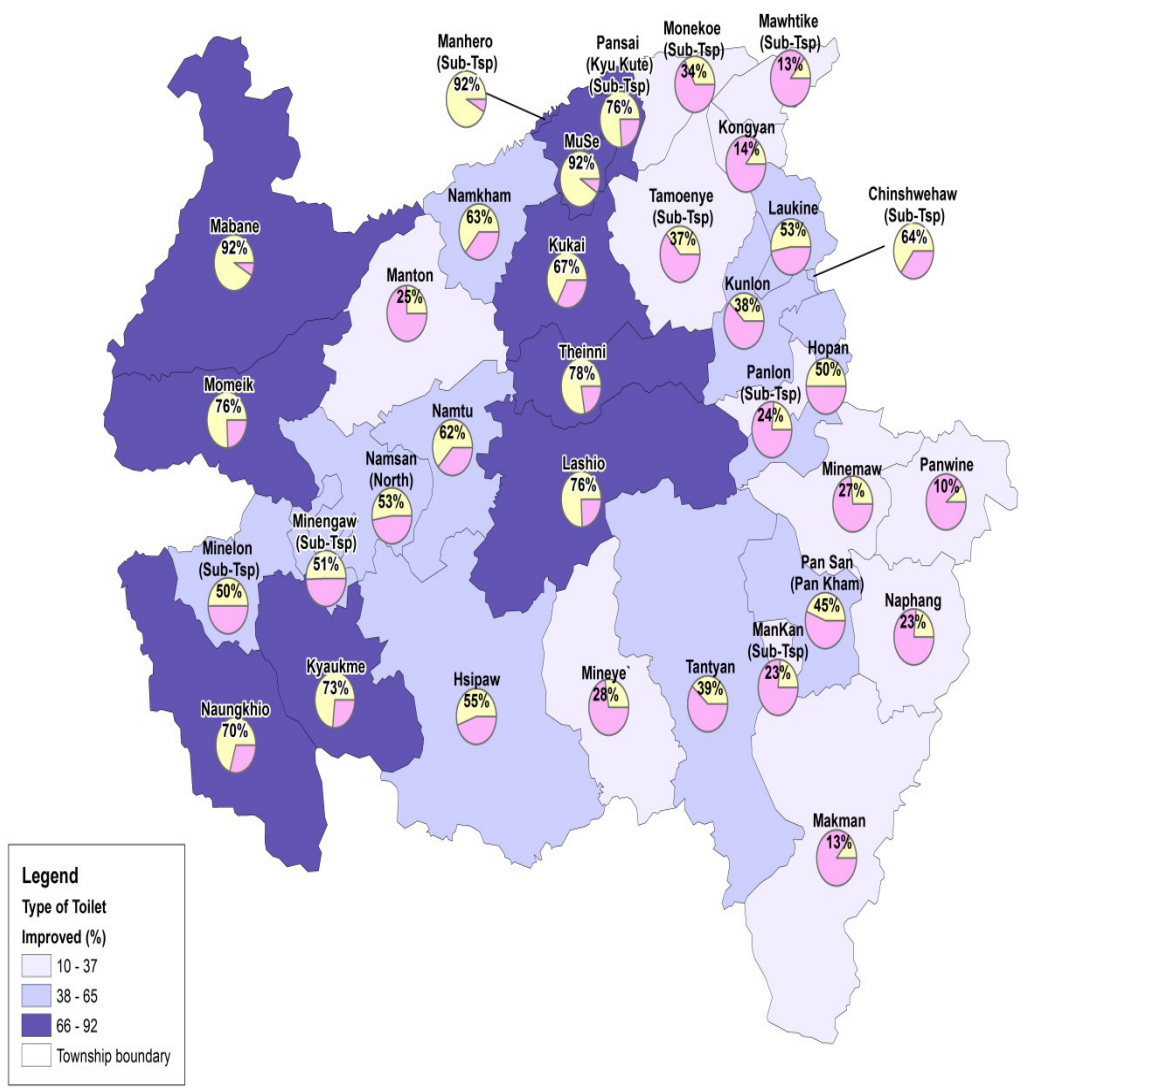 Mawhtike
(Sub-Tsp)
13%
Monekoe
(Sub-Tsp)
34%
Manhero
(Sub-Tsp)
92%
Pansai
(Kyu Kute)
(Sub-Tsp)
76%
Kongyan
14%
MuSe
92%
Namkham
63%
Tamoenye
(Sub-Tsp)
37%
Laukine
53%
Chinshwehaw
(Sub-Tsp)
64%
Mabane
92%
Kukai
67%
Manton
25%
Kunlon
38%
Theinni
78%
Hopan
50%
Panlon
(Sub-Tsp)
24%
Momeik
76%
Namtu
62%
Namsan
(North)
53%
Lashio
76%
Minemaw
27%
Panwine
10%
Minengaw
(Sub-Tsp)
51%
Minelon
(Sub-Tsp)
50%
Pan San
(Pan Kham)
45%
Naphang
23%
ManKan
(Sub-Tsp)
23%
Kyaukme
73%
Hsipaw
55%
Mineye`
28%
Tantyan
39%
Naungkhio
70%
Makman
13%
Legend
Type of Toilet
Improved (%)
10 - 37
38 - 65
66 - 92
Township boundary